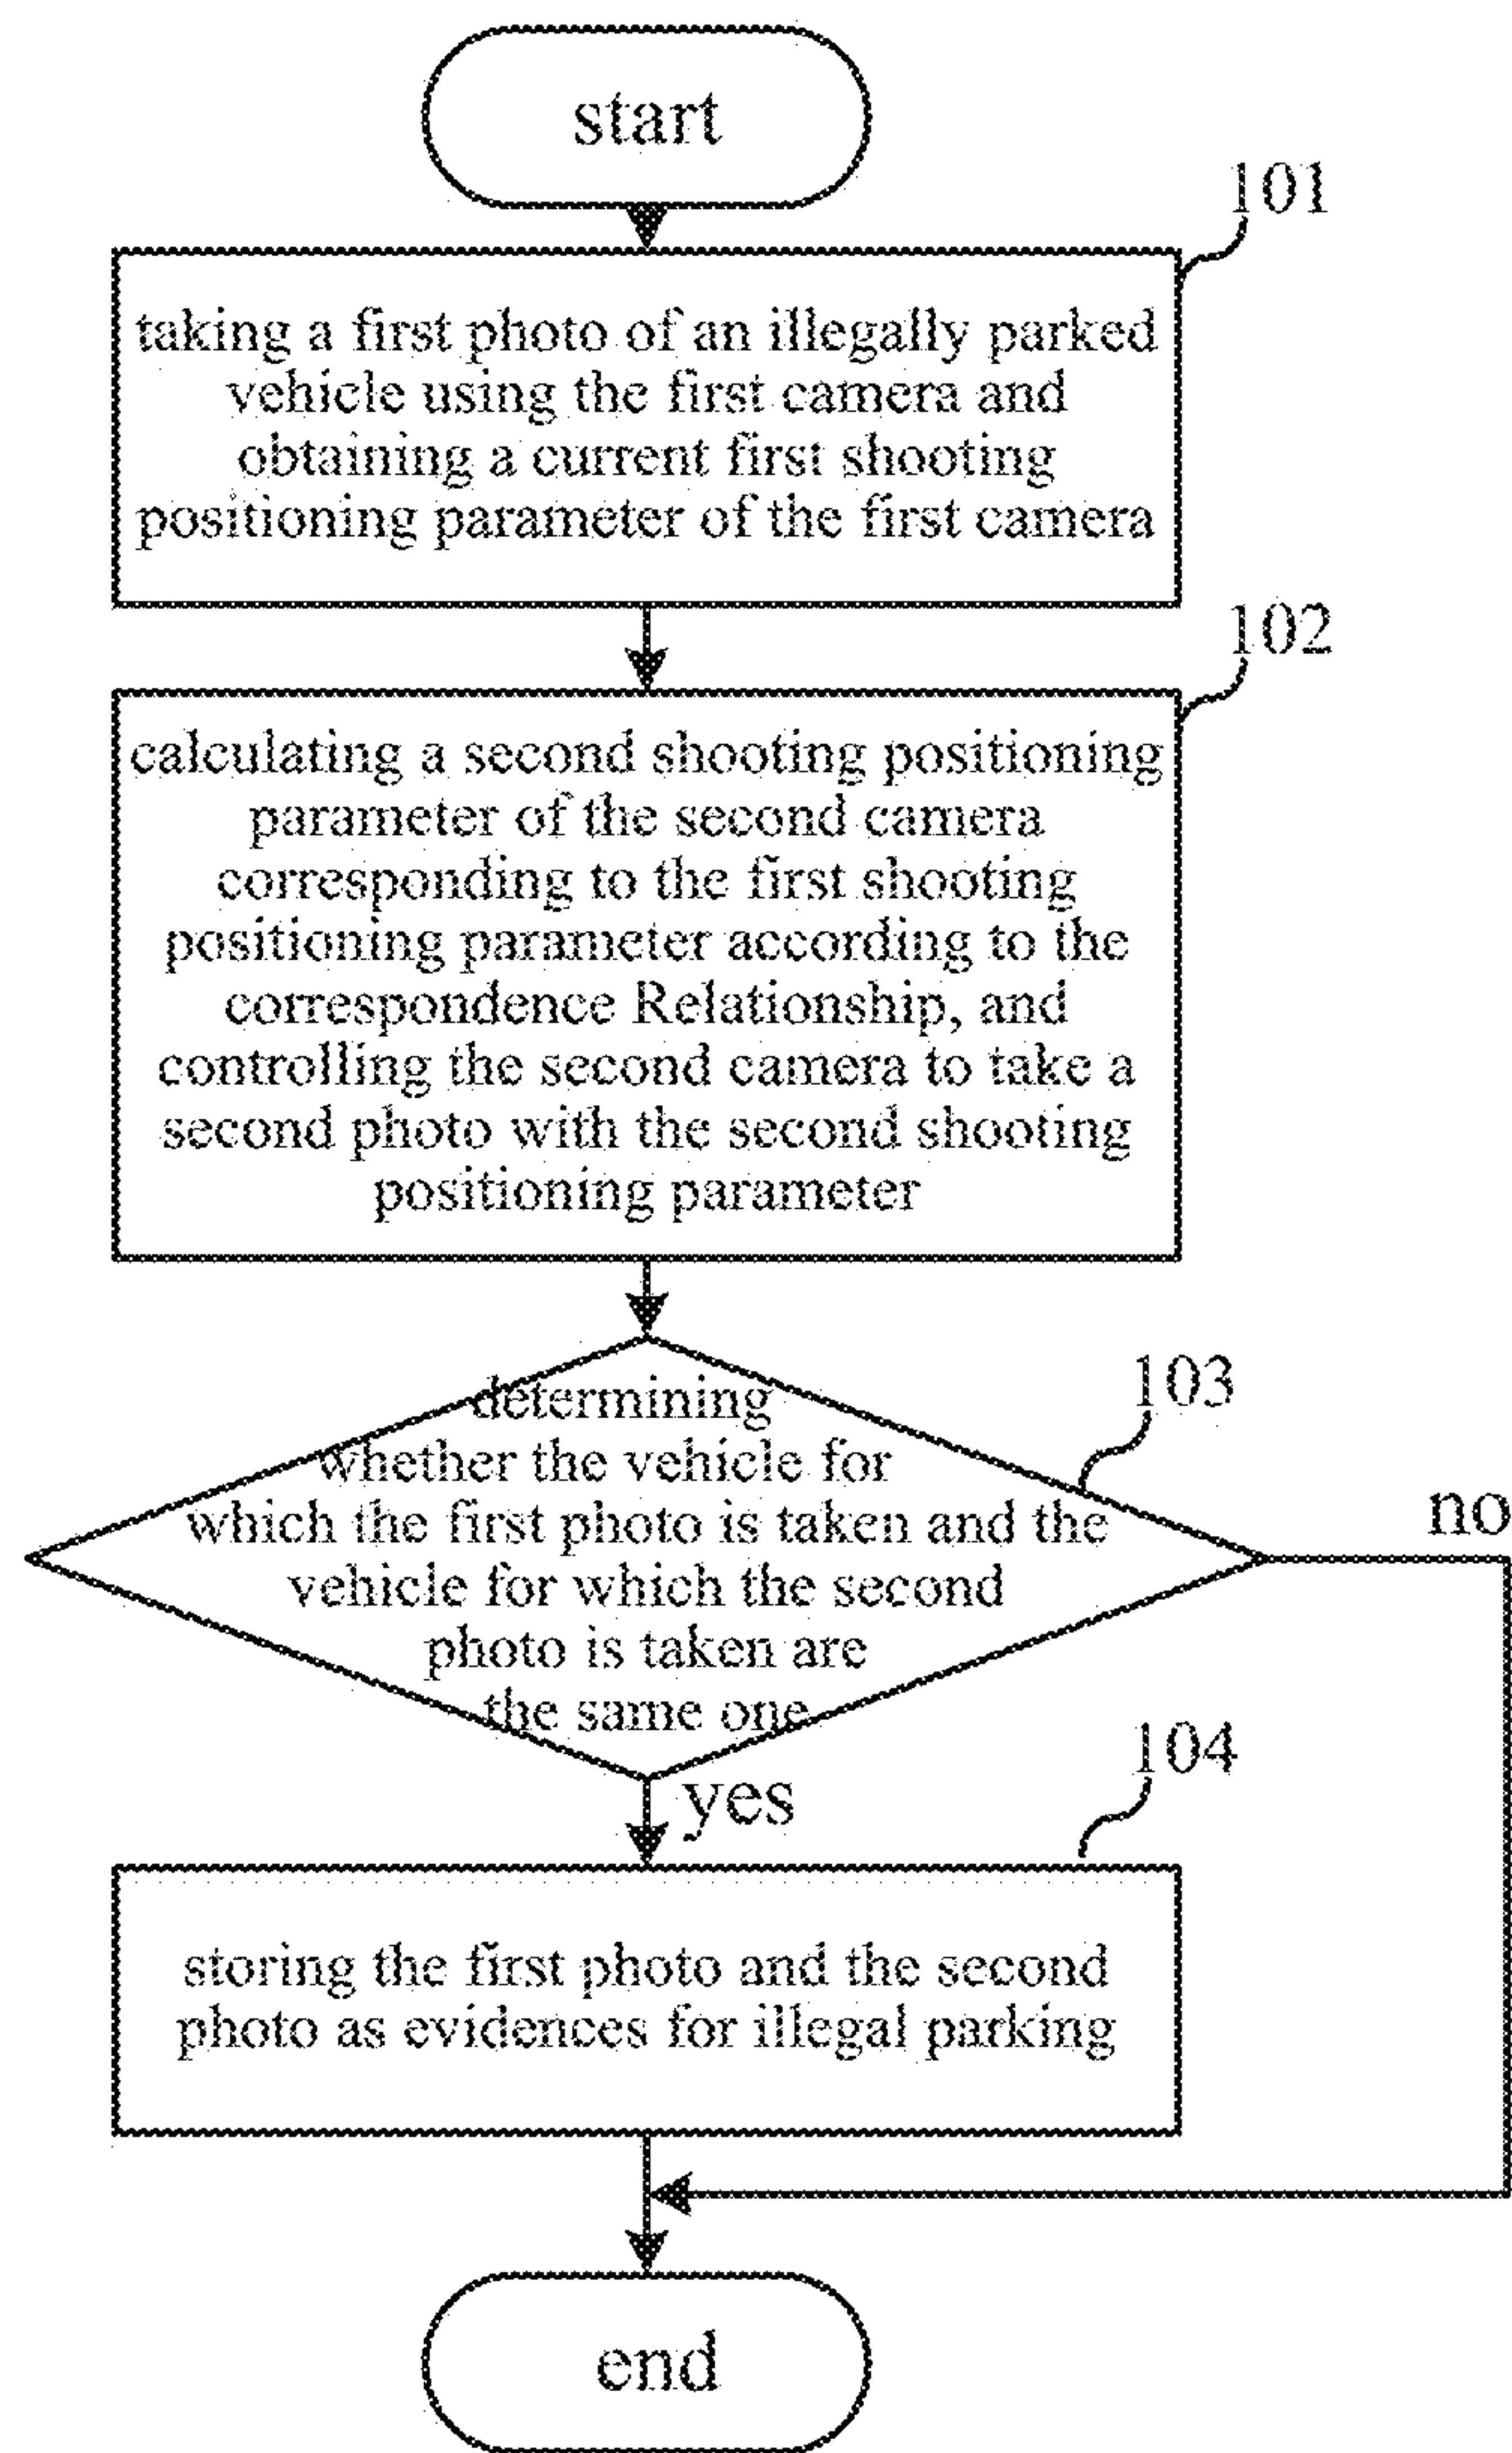 start
101
taking a first photo of an illegally parked
vehicle using the first camera and
obtaining a current first shooting
positioning parameter of the first camera
102
calculating a second shooting positioning
parameter of the second camera
corresponding to the first shooting
positioning parameter according to the
correspondence Relationship, and
controlling the second camera to take a
second photo with the second shooting
positioning parameter
103
determining
whether the vehicle for
which the first photo is taken and the
vehicle for which the second
photo is taken are
the same one
no
yes
104
storing the first photo and the second
photo as evidences for illegal parking
end